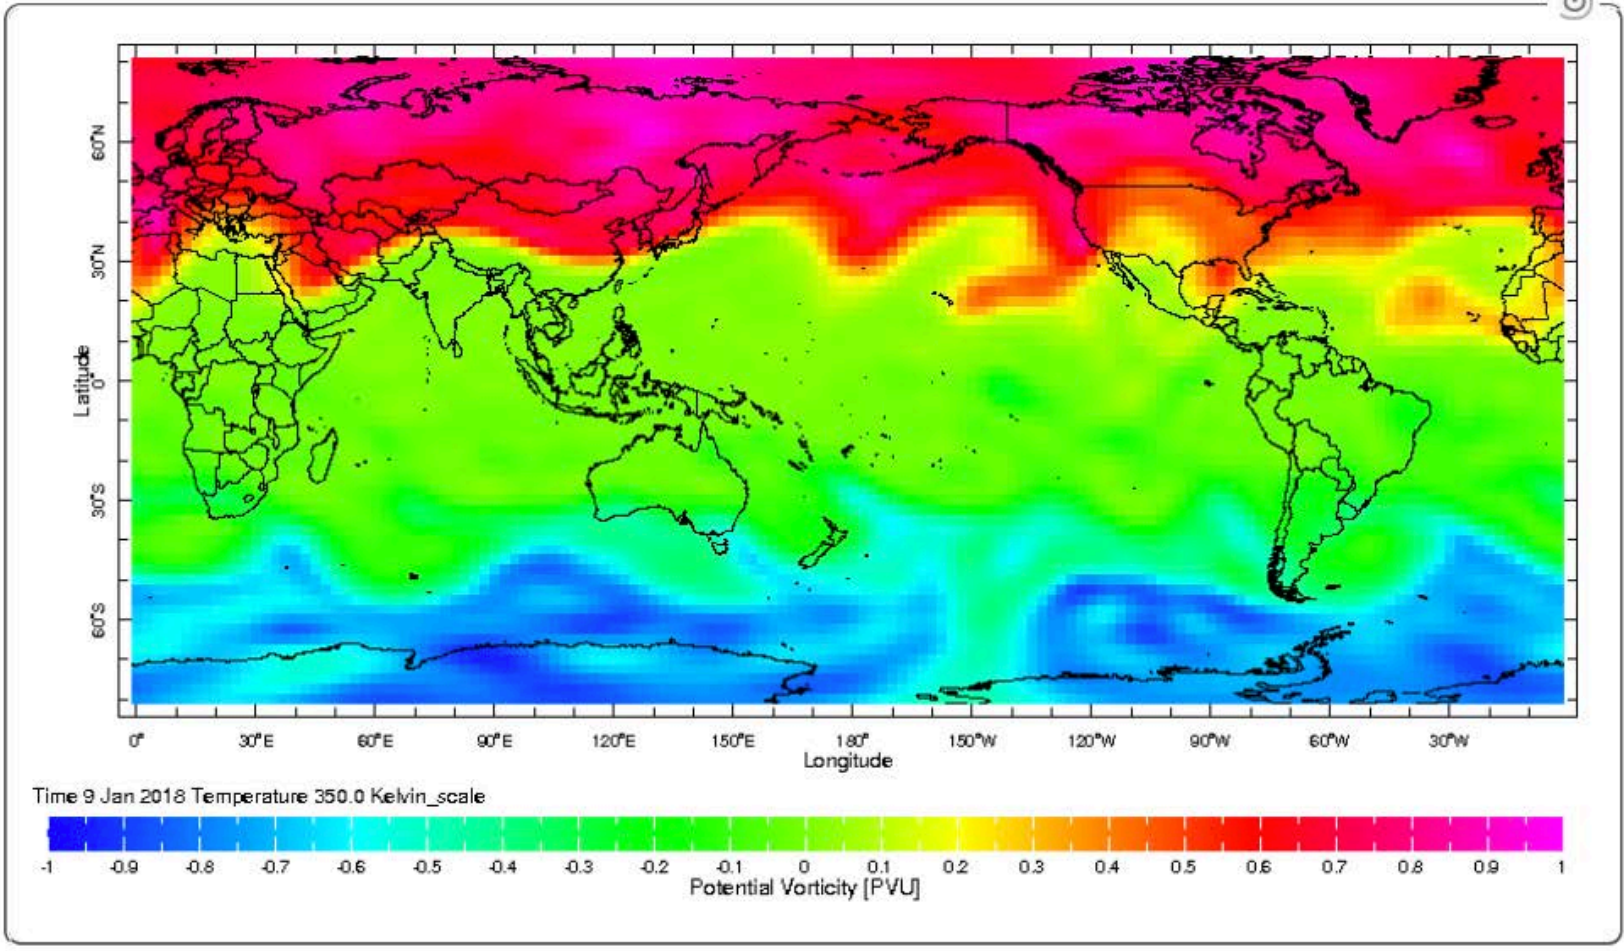 60°N
30°N
0°
30°S
60°S
Latitude
0° 30°E 60°E 90°E 120°E 150°E 180° 150°W 120°W 90°W 60°W 30°W
Longitude
Time 9 Jan 2018 Temperature 350.0 Kelvin_scale
-1 -0.9 -0.8 -0.7 -0.6 -0.5 -0.4 -0.3 -0.2 -0.1 0 0.1 0.2 0.3 0.4 0.5 0.6 0.7 0.8 0.9 1
Potential Vorticity [PVU]